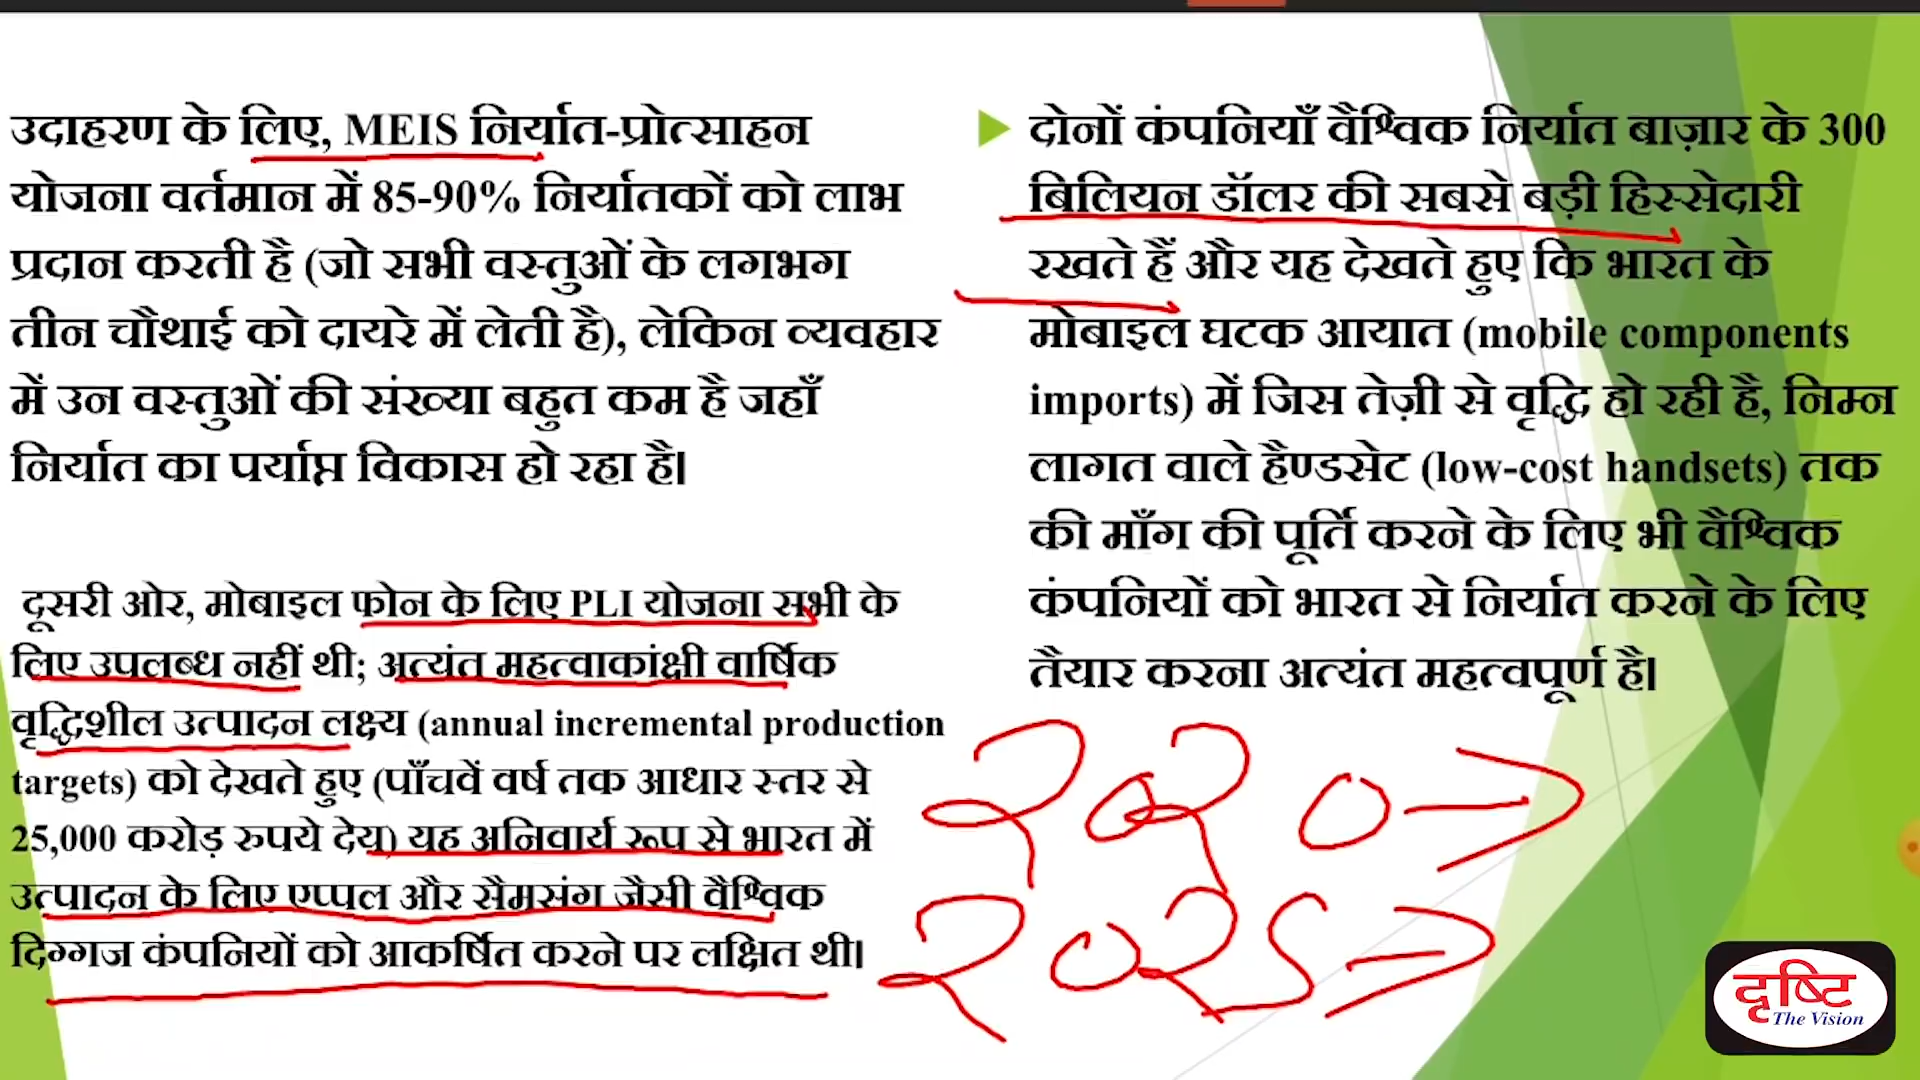 उदाहरण के लिए, MEIS निर्यात-प्रोत्साहन
योजना वर्तमान में 85-90% निर्यातकों को लाभ
प्रदान करती है (जो सभी वस्तुओं के लगभग
तीन चौथाई को दायरे में लेती है), लेकिन व्यवहार
में उन वस्तुओं की संख्या बहुत कम है जहाँ
निर्यात का पर्याप्त विकास हो रहा है।
दूसरी ओर, मोबाइल फोन के लिए PLI योजना सभी के
लिए उपलब्ध नहीं थी; अत्यंत महत्वाकांक्षी वार्षिक
वृद्धिशील उत्पादन लक्ष्य (annual incremental production
targets) को देखते हुए (पाँचवें वर्ष तक आधार स्तर से
25,000 करोड़ रुपये देय) यह अनिवार्य रूप से भारत में
उत्पादन के लिए एप्पल और सैमसंग जैसी वैश्विक
दिग्गज कंपनियों को आकर्षित करने पर लक्षित थी।
दोनों कंपनियाँ वैश्विक निर्यात बाज़ार के 300
बिलियन डॉलर की सबसे बड़ी हिस्सेदारी
रखते हैं और यह देखते हुए कि भारत के
मोबाइल घटक आयात (mobile components
imports) में जिस तेज़ी से वृद्धि हो रही है, निम्न
लागत वाले हैण्डसेट (low-cost handsets) तक
की माँग की पूर्ति करने के लिए भी वैश्विक
कंपनियों को भारत से निर्यात करने के लिए
तैयार करना अत्यंत महत्वपूर्ण है।
2020
2025
दृष्टि
The Vision